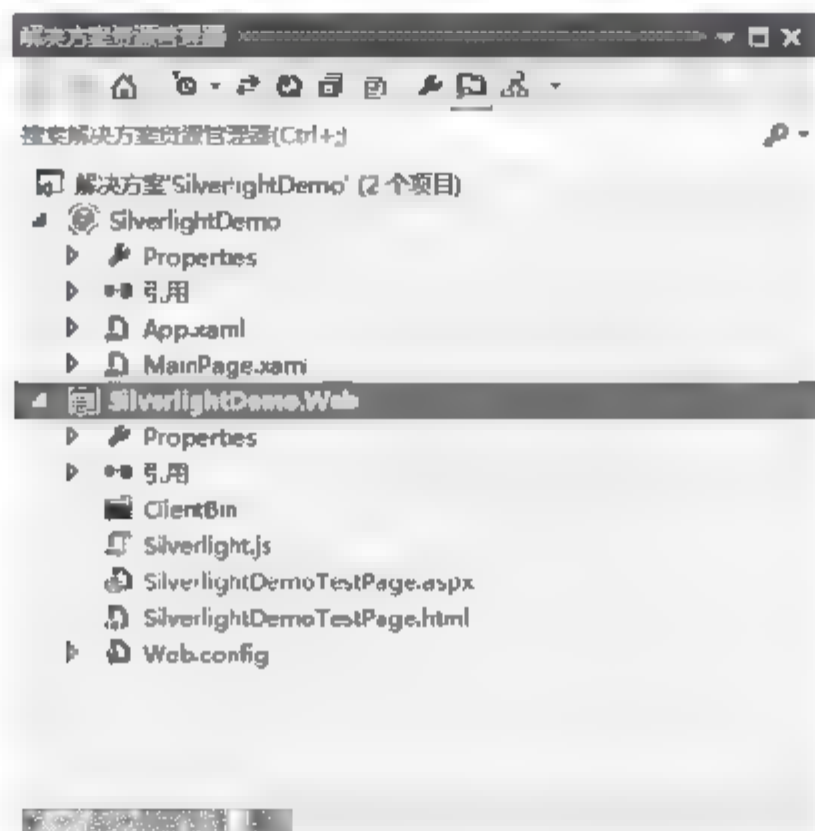 解决方案资源管理器
搜索解决方案资源管理器(Ctrl+;)
解决方案'SilverlightDemo' (2 个项目)
SilverlightDemo
Properties
引用
App.xaml
MainPage.xaml
SilverlightDemo.Web
Properties
引用
ClientBin
Silverlight.js
SilverlightDemoTestPage.aspx
SilverlightDemoTestPage.html
Web.config